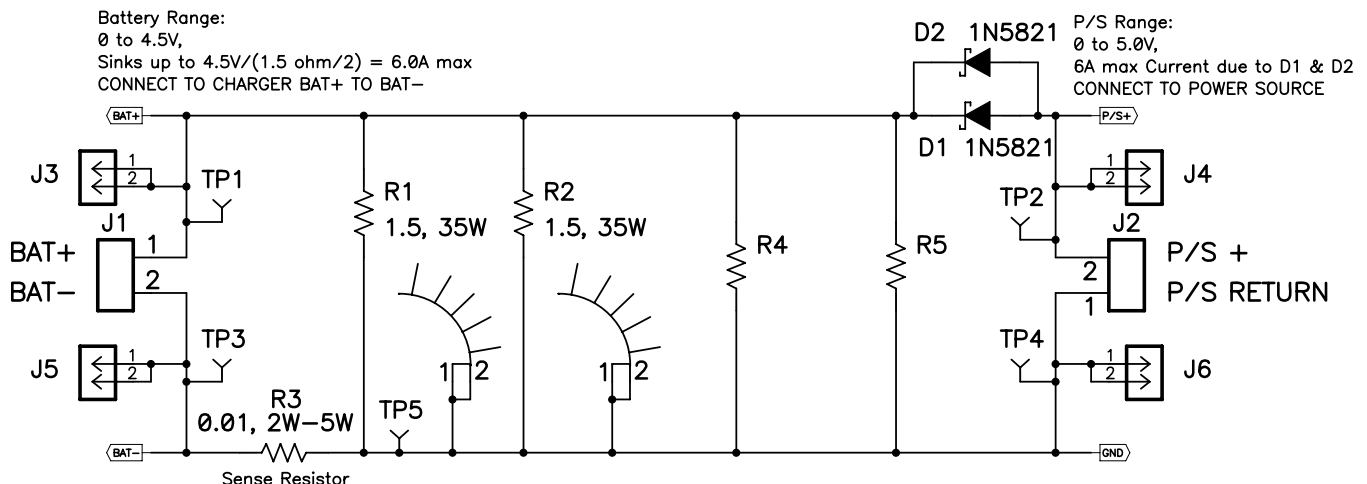 Battery Range:
0 to 4.5V,
Sinks up to 4.5V/(1.5 ohm/2) = 6.0A max
CONNECT TO CHARGER BAT+ TO BAT-
D2 1N5821
P/S Range:
0 to 5.0V,
6A max Current due to D1 & D2
CONNECT TO POWER SOURCE
BAT+
P/S+
D1 1N5821
J3
1
2
TP1
R1
1.5, 35W
R2
1.5, 35W
R4
R5
TP2
1
2
J4
J1
BAT+
1
BAT-
2
J2
2
P/S +
1
P/S RETURN
J5
1
2
TP3
1 2
1 2
TP4
1
2
J6
R3
0.01, 2W-5W
TP5
BAT-
GND
Sense Resistor